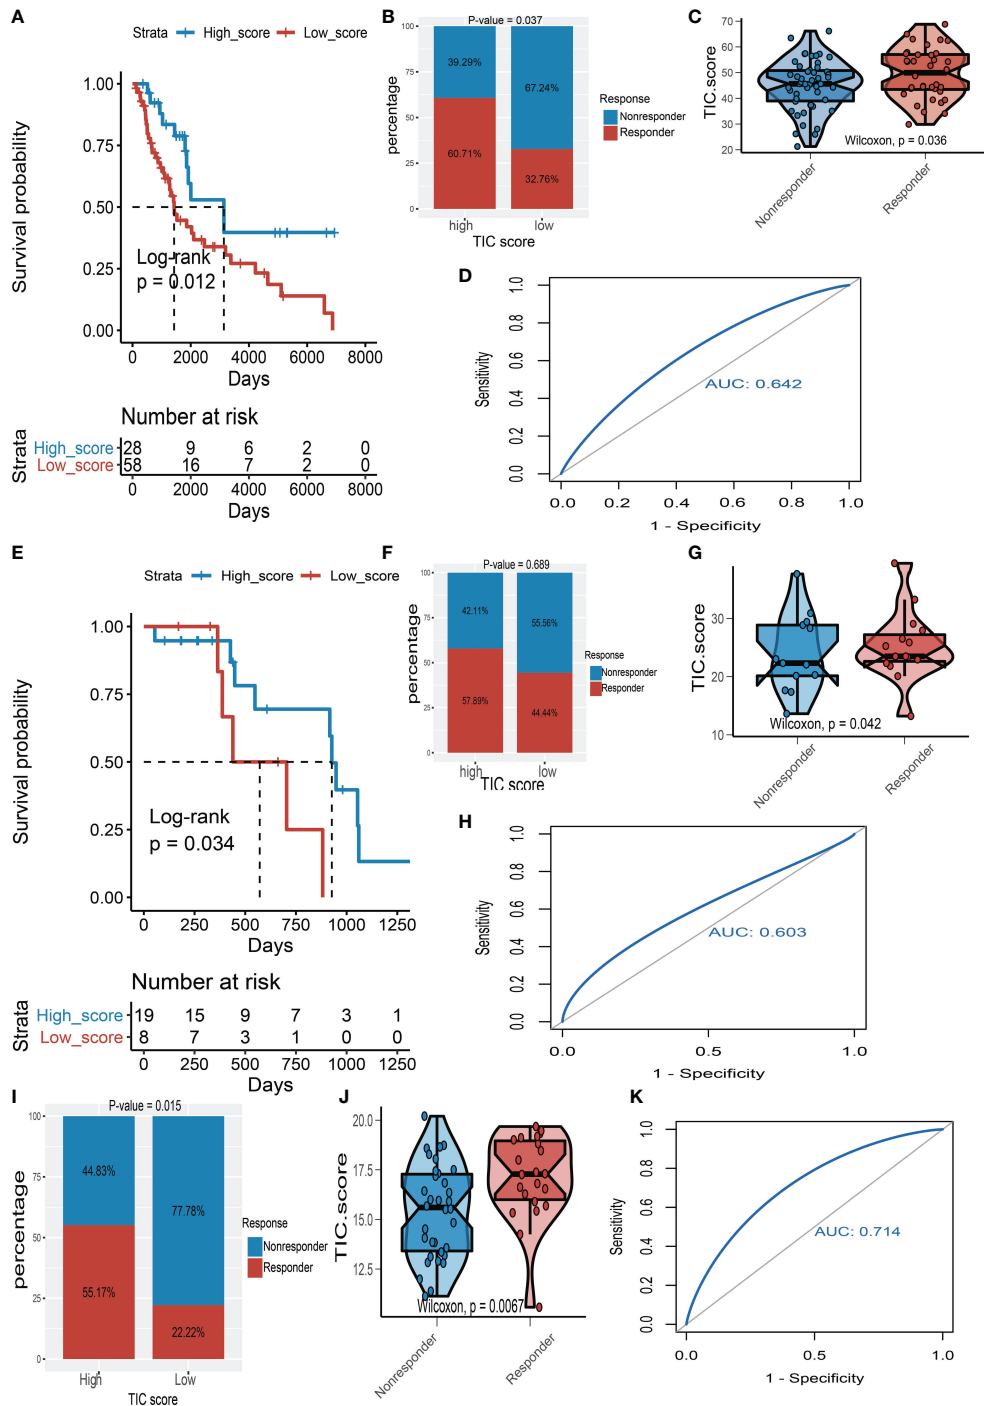 A
Strata High_score Low_score
Survival probability
1.00
0.75
0.50
0.25
0.00
Log-rank
p = 0.012
0 2000 4000 6000 8000
Days
Number at risk
Strata
High_score 28 9 6 2 0
Low_score 58 16 7 2 0
0 2000 4000 6000 8000
Days
B
P-value = 0.037
percentage
100
75
50
25
0
39.29%
67.24%
60.71%
32.76%
high low
TIC score
Response
Nonresponder
Responder
C
TIC.score
70
60
50
40
30
20
Wilcoxon, p = 0.036
Nonresponder
Responder
D
Sensitivity
1.0
0.8
0.6
0.4
0.2
0.0
AUC: 0.642
0.0 0.2 0.4 0.6 0.8 1.0
1 - Specificity
E
Strata High_score Low_score
Survival probability
1.00
0.75
0.50
0.25
0.00
Log-rank
p = 0.034
0 250 500 750 1000 1250
Days
Number at risk
Strata
High_score 19 15 9 7 3 1
Low_score 8 7 3 1 0 0
0 250 500 750 1000 1250
Days
F
P-value = 0.689
percentage
100
75
50
25
0
42.11%
55.56%
57.89%
44.44%
high low
TIC score
Response
Nonresponder
Responder
G
TIC.score
30
20
10
Wilcoxon, p = 0.042
Nonresponder
Responder
H
Sensitivity
1.0
0.8
0.6
0.4
0.2
0.0
AUC: 0.603
0.0 0.5 1.0
1 - Specificity
I
P-value = 0.015
percentage
100
75
50
25
0
44.83%
77.78%
55.17%
22.22%
High Low
TIC score
Response
Nonresponder
Responder
J
TIC.score
20.0
17.5
15.0
12.5
Wilcoxon, p = 0.0067
Nonresponder
Responder
K
Sensitivity
1.0
0.8
0.6
0.4
0.2
0.0
AUC: 0.714
0.0 0.5 1.0
1 - Specificity